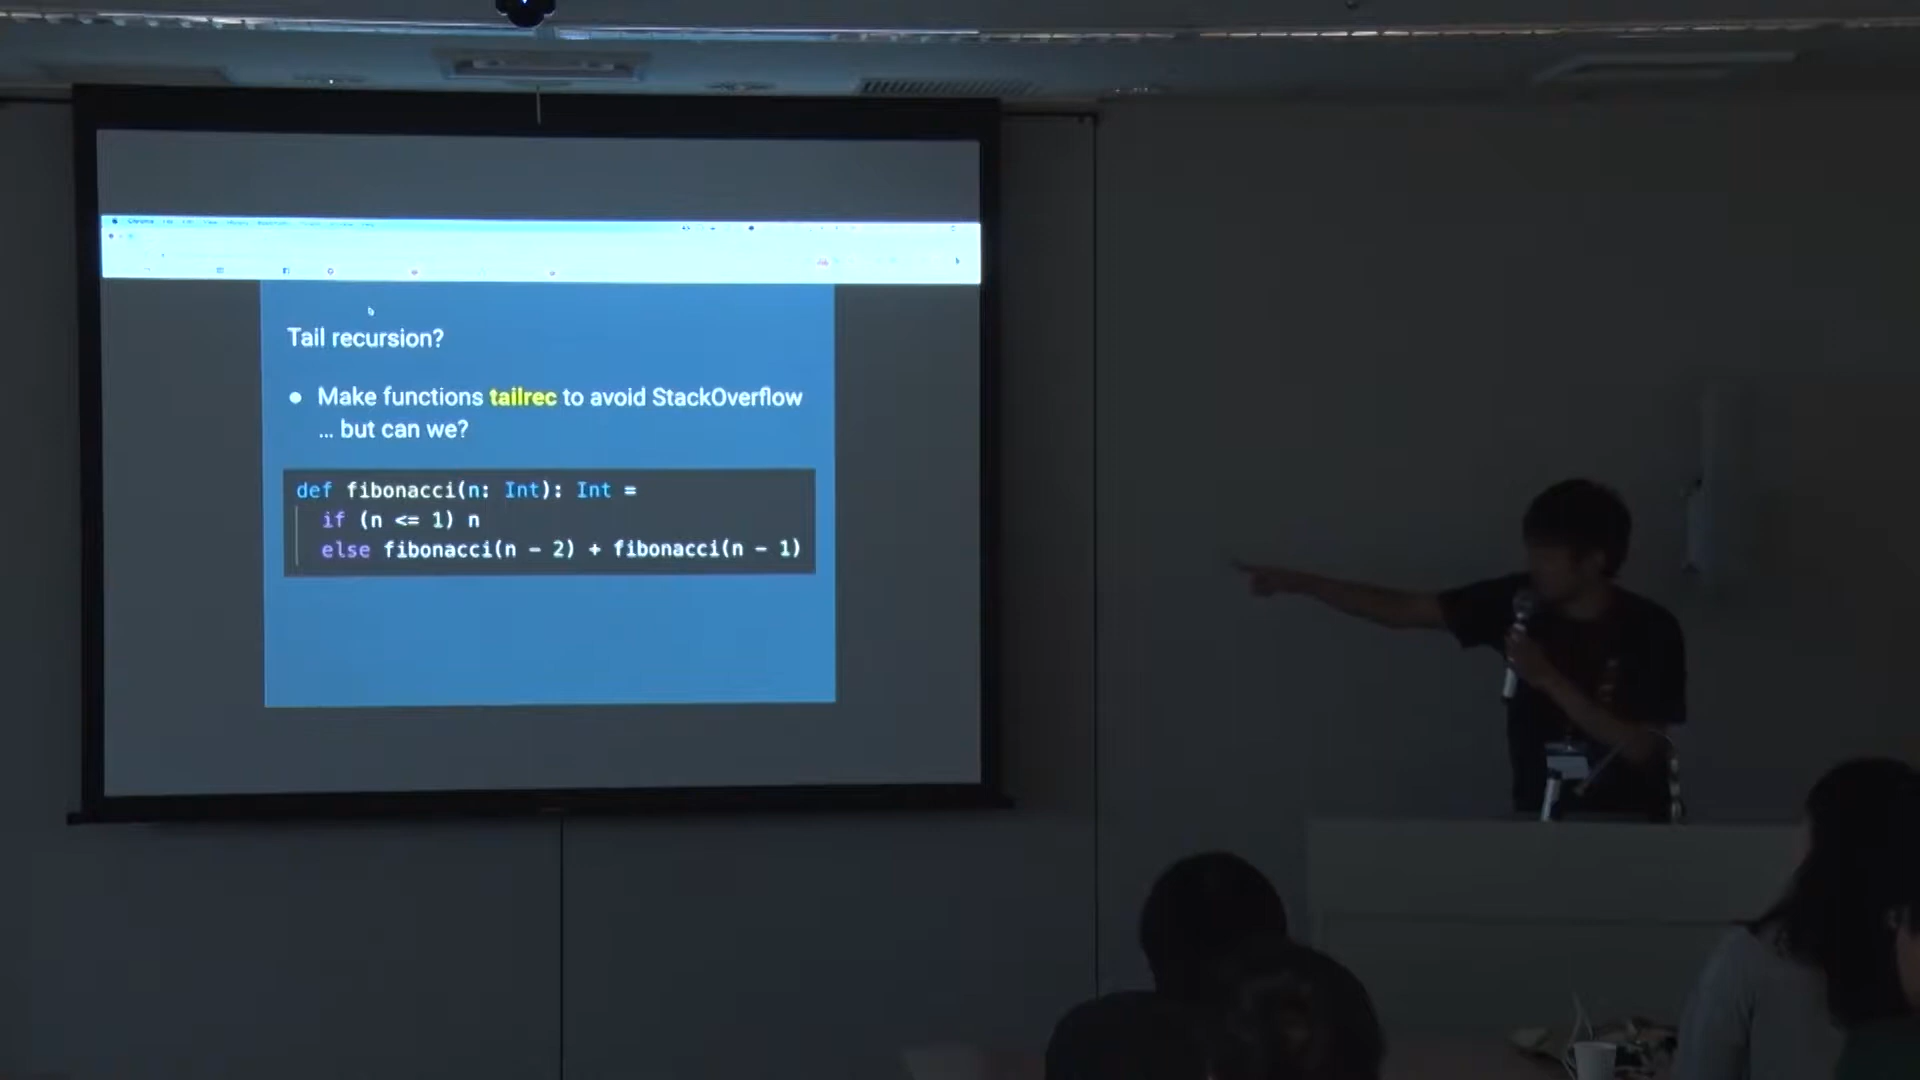 Chrome
Tail recursion?
● Make functions tailrec to avoid StackOverflow
... but can we?
def fibonacci(n: Int): Int =
if (n <= 1) n
else fibonacci(n - 2) + fibonacci(n - 1)